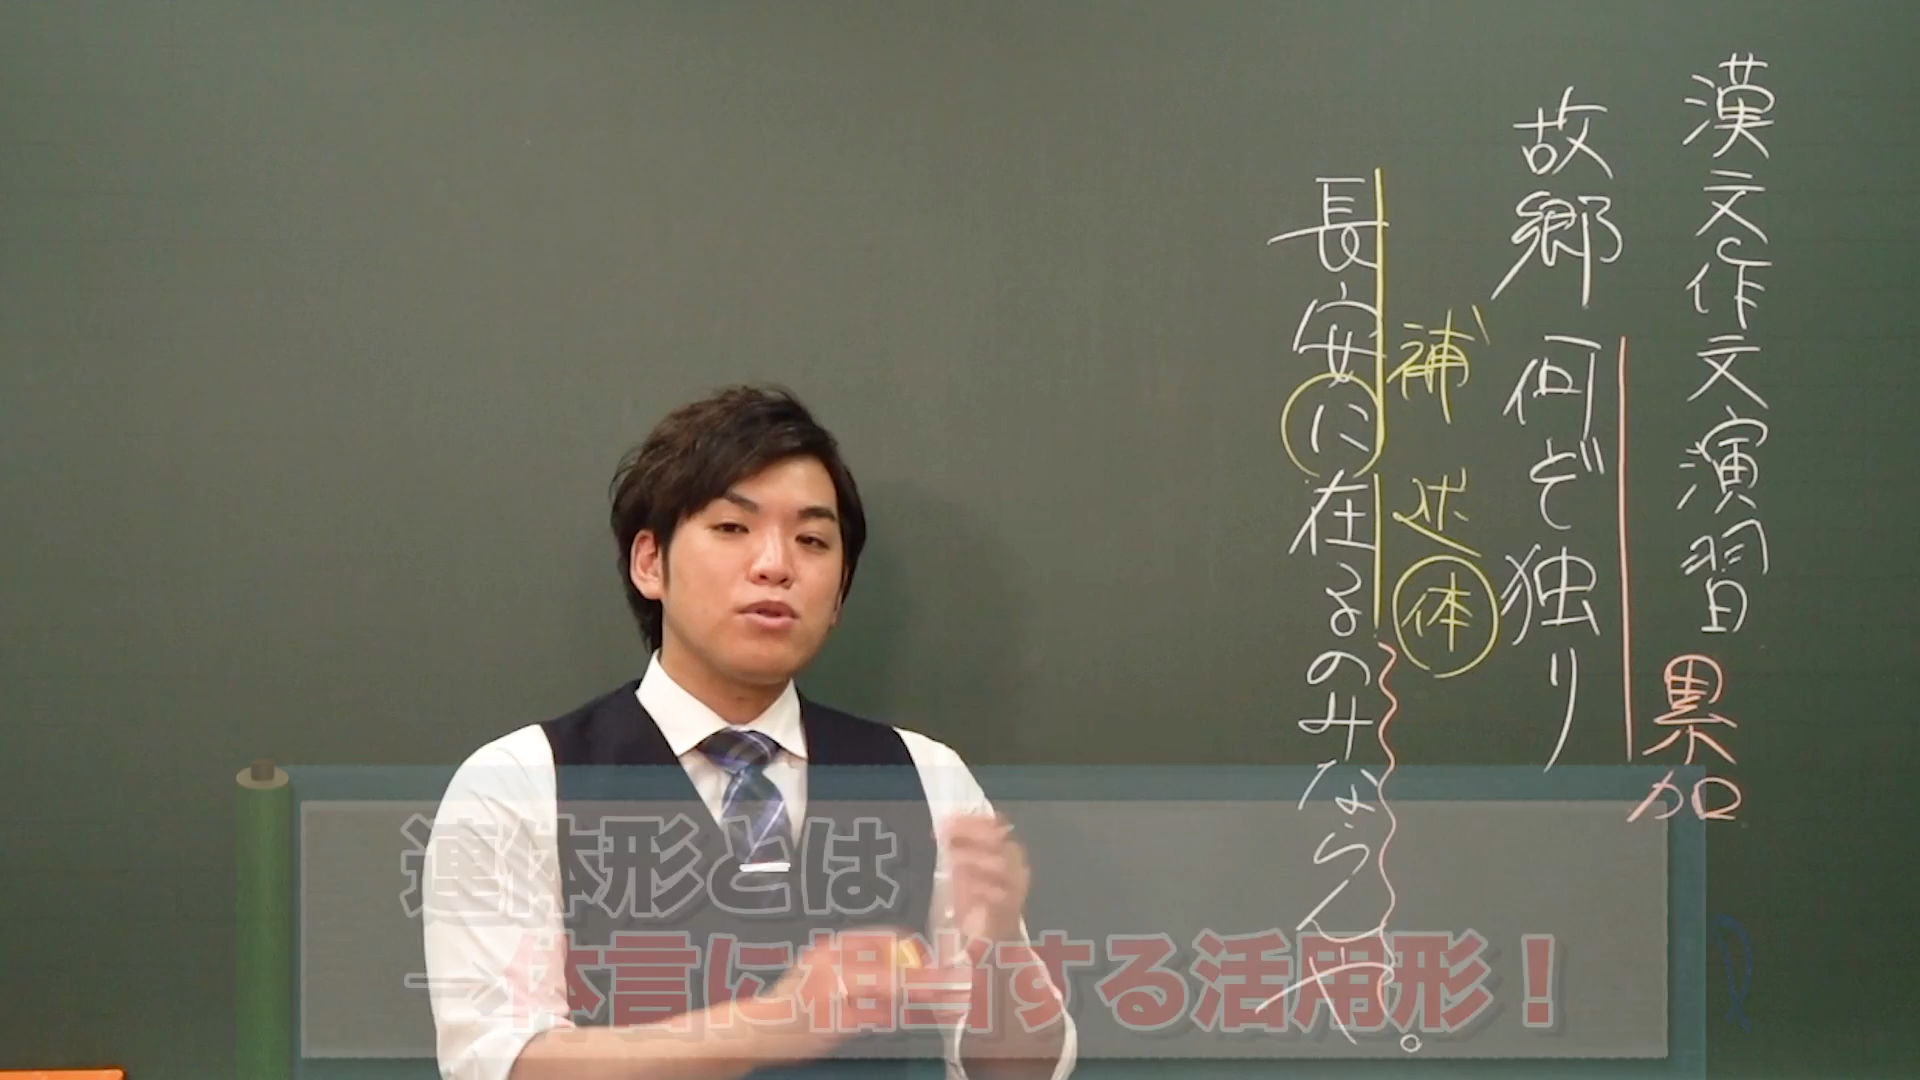 漢文作文演習 累加
故郷何ぞ独り
長安に在るのみならんや。
補 述 体
連体形とは
→体言に相当する活用形！